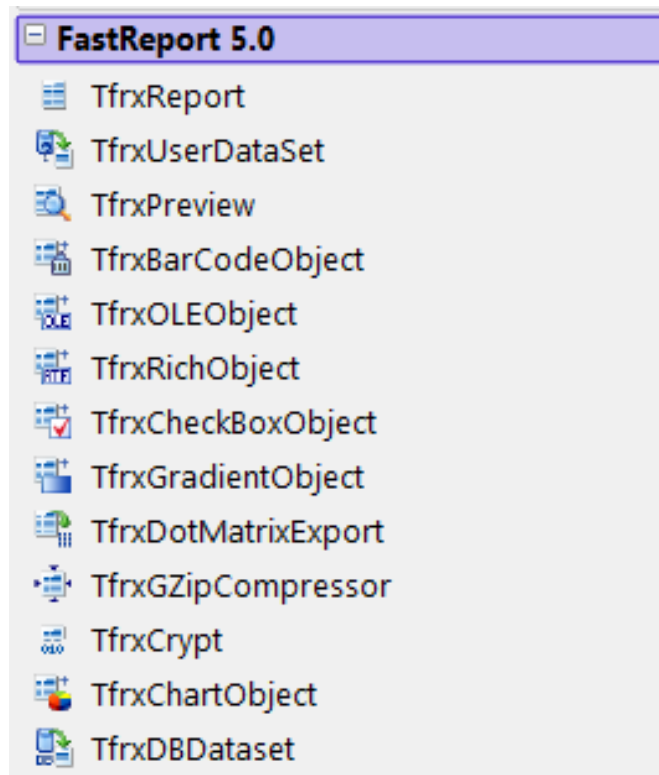 FastReport 5.0
TfrxReport
TfrxUserDataSet
TfrxPreview
TfrxBarCodeObject
TfrxOLEObject
TfrxRichObject
TfrxCheckBoxObject
TfrxGradientObject
TfrxDotMatrixExport
TfrxGZipCompressor
TfrxCrypt
TfrxChartObject
TfrxDBDataset